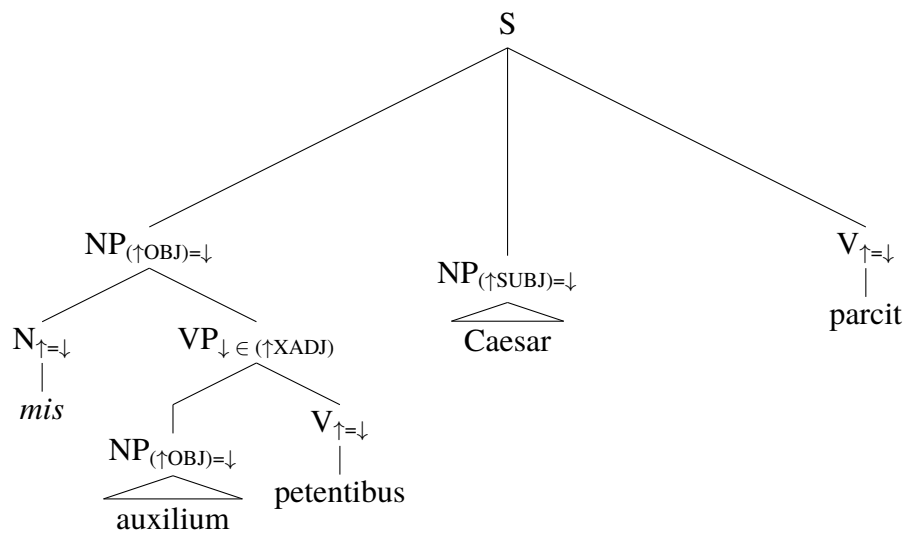 S
NP(↑OBJ)=↓ NP(↑SUBJ)=↓ V↑=↓
N↑=↓ VP↓ ∈ (↑XADJ) Caesar parcit
mis NP(↑OBJ)=↓ V↑=↓
auxilium petentibus